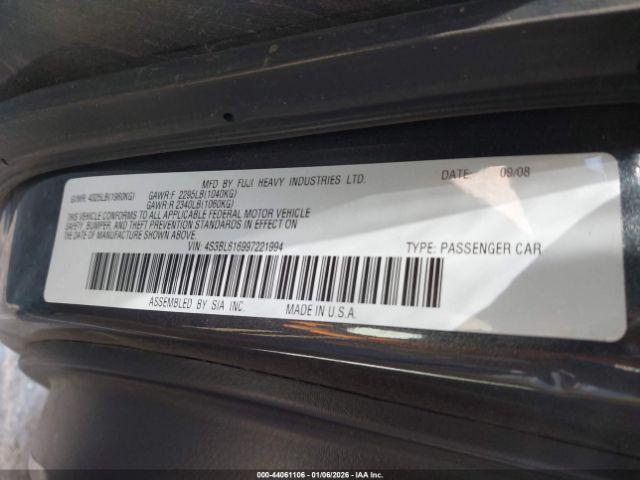 MFD BY FUJI HEAVY INDUSTRIES LTD. DATE: 09/08
GVWR: 4325LB(1960KG) GAWR:F 2295LB(1040KG)
GAWR:R 2340LB(1060KG)
THIS VEHICLE CONFORMS TO ALL APPLICABLE FEDERAL MOTOR VEHICLE
SAFETY, BUMPER, AND THEFT PREVENTION STANDARDS IN EFFECT ON
THE DATE OF MANUFACTURE SHOWN ABOVE.
VIN: 4S3BL616997221994 TYPE: PASSENGER CAR
ASSEMBLED BY SIA INC. MADE IN U.S.A.
000-44061106 | 01/06/2026 | IAA Inc.